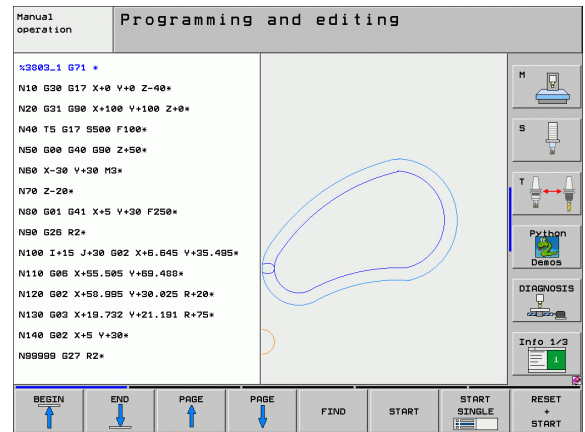 Manual
operation
Programming and editing
%3803_1 G71 *
N10 G30 G17 X+0 Y+0 Z-40*
N20 G31 G90 X+100 Y+100 Z+0*
N40 T5 G17 S500 F100*
N50 G00 G40 G90 Z+50*
N60 X-30 Y+30 M3*
N70 Z-20*
N80 G01 G41 X+5 Y+30 F250*
N90 G26 R2*
N100 I+15 J+30 G02 X+6.645 Y+35.495*
N110 G06 X+55.505 Y+69.488*
N120 G02 X+58.995 Y+30.025 R+20*
N130 G03 X+19.732 Y+21.191 R+75*
N140 G02 X+5 Y+30*
N99999 G27 R2*
M
S
T
Python
Demos
DIAGNOSIS
Info 1/3
i
BEGIN
END
PAGE
PAGE
FIND
START
START
SINGLE
RESET
+
START